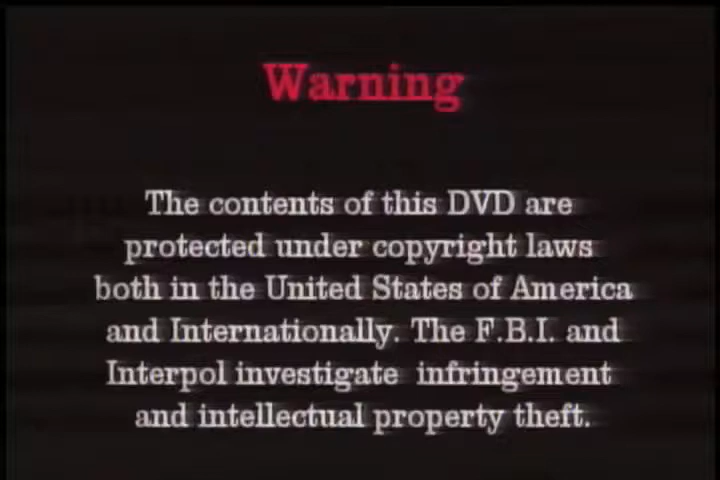 Warning
The contents of this DVD are
protected under copyright laws
both in the United States of America
and Internationally. The F.B.I. and
Interpol investigate infringement
and intellectual property theft.